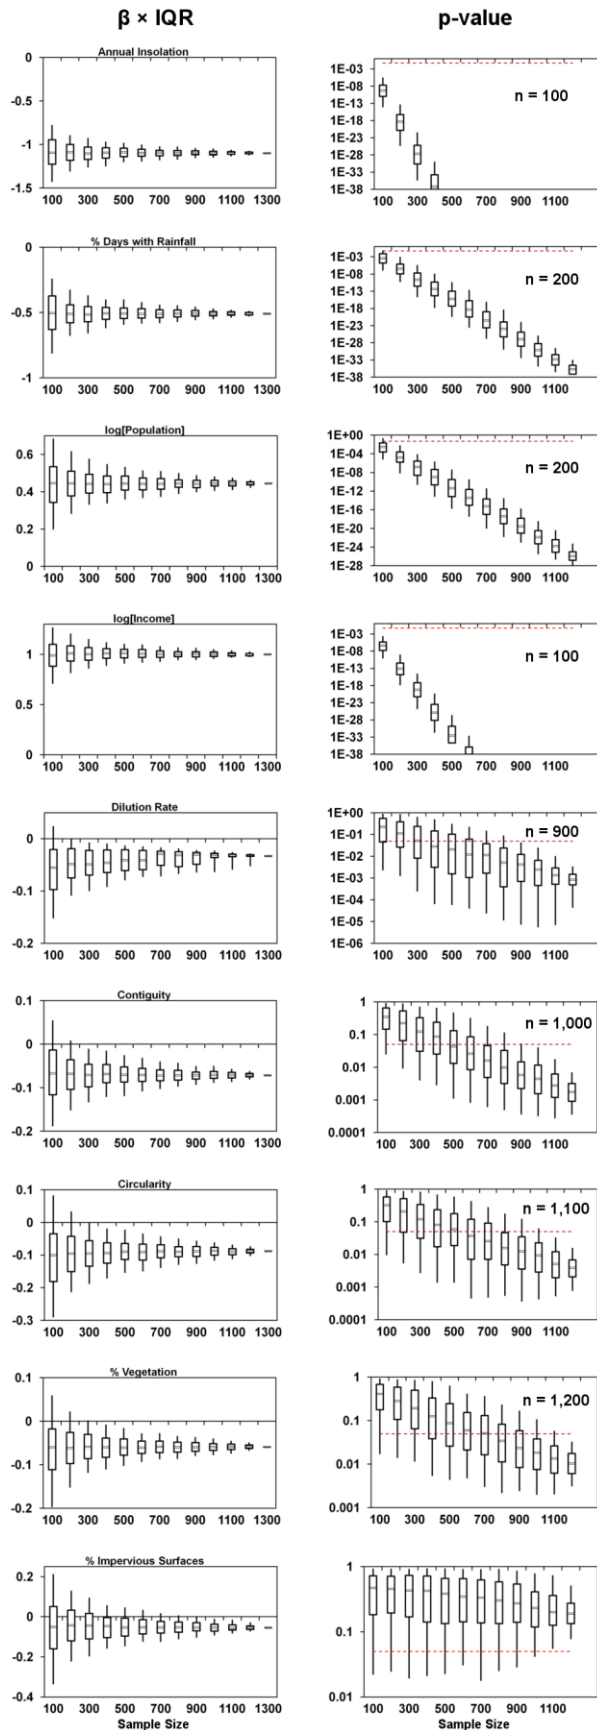 β × IQR
p-value
Annual Insolation
0
-0.5
-1
-1.5
100 300 500 700 900 1100 1300
1E-03
1E-08
1E-13
1E-18
1E-23
1E-28
1E-33
1E-38
n = 100
100 300 500 700 900 1100
% Days with Rainfall
0
-0.5
-1
100 300 500 700 900 1100 1300
1E-03
1E-08
1E-13
1E-18
1E-23
1E-28
1E-33
1E-38
n = 200
100 300 500 700 900 1100
log[Population]
0.6
0.4
0.2
0
100 300 500 700 900 1100 1300
1E+00
1E-04
1E-08
1E-12
1E-16
1E-20
1E-24
1E-28
n = 200
100 300 500 700 900 1100
log[Income]
1
0
100 300 500 700 900 1100 1300
1E-03
1E-08
1E-13
1E-18
1E-23
1E-28
1E-33
1E-38
n = 100
100 300 500 700 900 1100
Dilution Rate
0
-0.1
-0.2
100 300 500 700 900 1100 1300
1E+00
1E-01
1E-02
1E-03
1E-04
1E-05
1E-06
n = 900
100 300 500 700 900 1100
Contiguity
0.1
0
-0.1
-0.2
100 300 500 700 900 1100 1300
1
0.1
0.01
0.001
0.0001
n = 1,000
100 300 500 700 900 1100
Circularity
0.1
0
-0.1
-0.2
-0.3
100 300 500 700 900 1100 1300
1
0.1
0.01
0.001
0.0001
n = 1,100
100 300 500 700 900 1100
% Vegetation
0.1
0
-0.1
-0.2
100 300 500 700 900 1100 1300
1
0.1
0.01
0.001
n = 1,200
100 300 500 700 900 1100
% Impervious Surfaces
0.2
0
-0.2
-0.4
100 300 500 700 900 1100 1300
Sample Size
1
0.1
0.01
100 300 500 700 900 1100
Sample Size